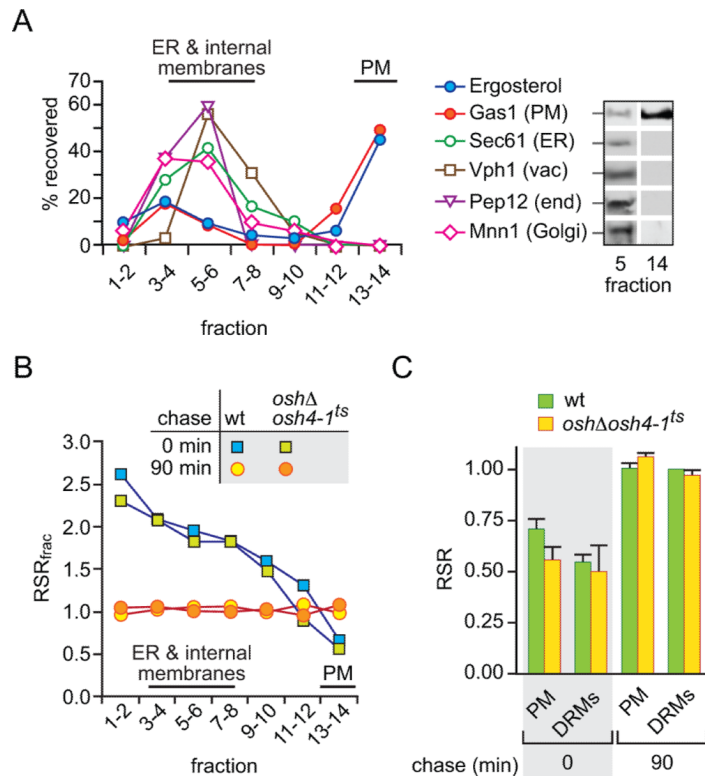 A
ER & internal
membranes
PM
70
60
40
20
0
% recovered
1-2
3-4
5-6
7-8
9-10
11-12
13-14
fraction
Ergosterol
Gas1 (PM)
Sec61 (ER)
Vph1 (vac)
Pep12 (end)
Mnn1 (Golgi)
5 14
fraction
B
oshΔ
chase wt osh4-1ts
0 min
90 min
3.0
2.5
2.0
1.5
1.0
0.5
0.0
RSRfrac
ER & internal
membranes
PM
1-2
3-4
5-6
7-8
9-10
11-12
13-14
fraction
C
wt
oshΔosh4-1ts
1.00
0.75
0.50
0.25
0.00
RSR
PM DRMs PM DRMs
chase (min) 0 90